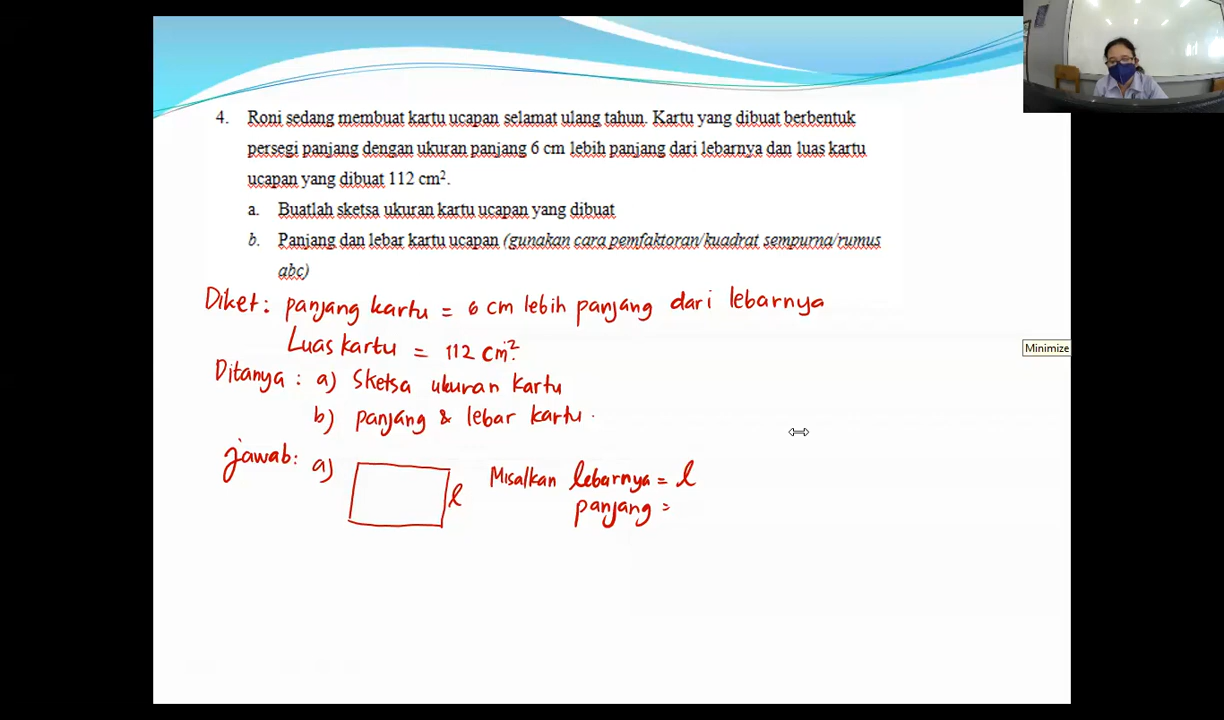 4. Roni sedang membuat kartu ucapan selamat ulang tahun. Kartu yang dibuat berbentuk
persegi panjang dengan ukuran panjang 6 cm lebih panjang dari lebarnya dan luas kartu
ucapan yang dibuat 112 cm².
a. Buatlah sketsa ukuran kartu ucapan yang dibuat
b. Panjang dan lebar kartu ucapan (gunakan cara pemfaktoran/kuadrat sempurna/rumus
abc)
Diket : panjang kartu = 6 cm lebih panjang dari lebarnya
Luas kartu = 112 cm².
Minimize
Ditanya : a) Sketsa ukuran kartu
b) panjang & lebar kartu.
jawab: a) l Misalkan lebarnya = l
panjang =